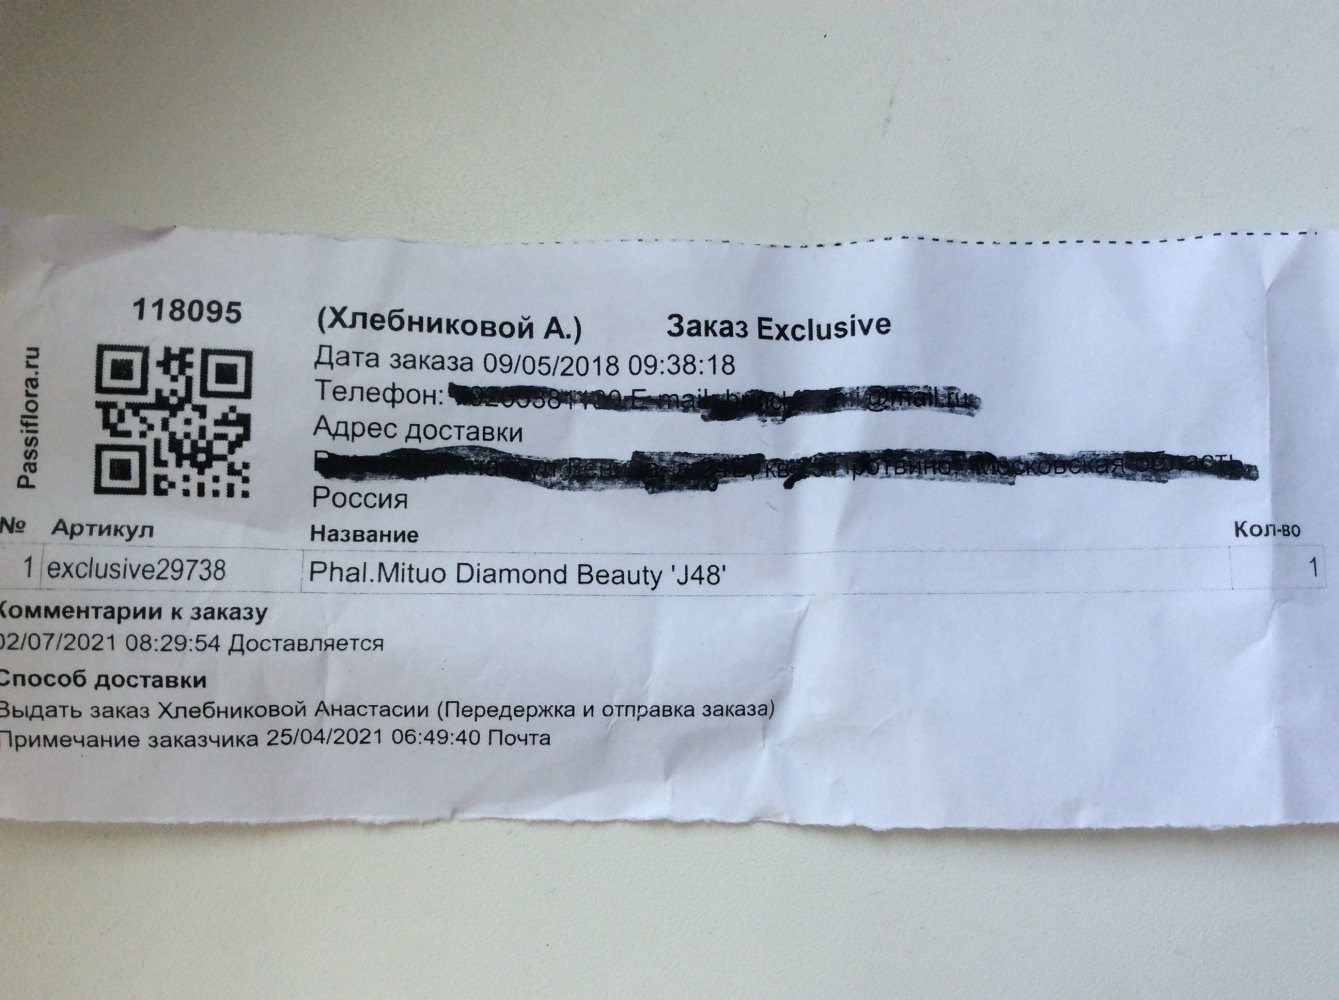 118095
(Хлебниковой А.) Заказ Exclusive
Passiflora.ru
Дата заказа 09/05/2018 09:38:18
Телефон:
Адрес доставки
Россия
№ Артикул Название Кол-во
1 exclusive29738 Phal.Mituo Diamond Beauty 'J48' 1
Комментарии к заказу
02/07/2021 08:29:54 Доставляется
Способ доставки
Выдать заказ Хлебниковой Анастасии (Передержка и отправка заказа)
Примечание заказчика 25/04/2021 06:49:40 Почта